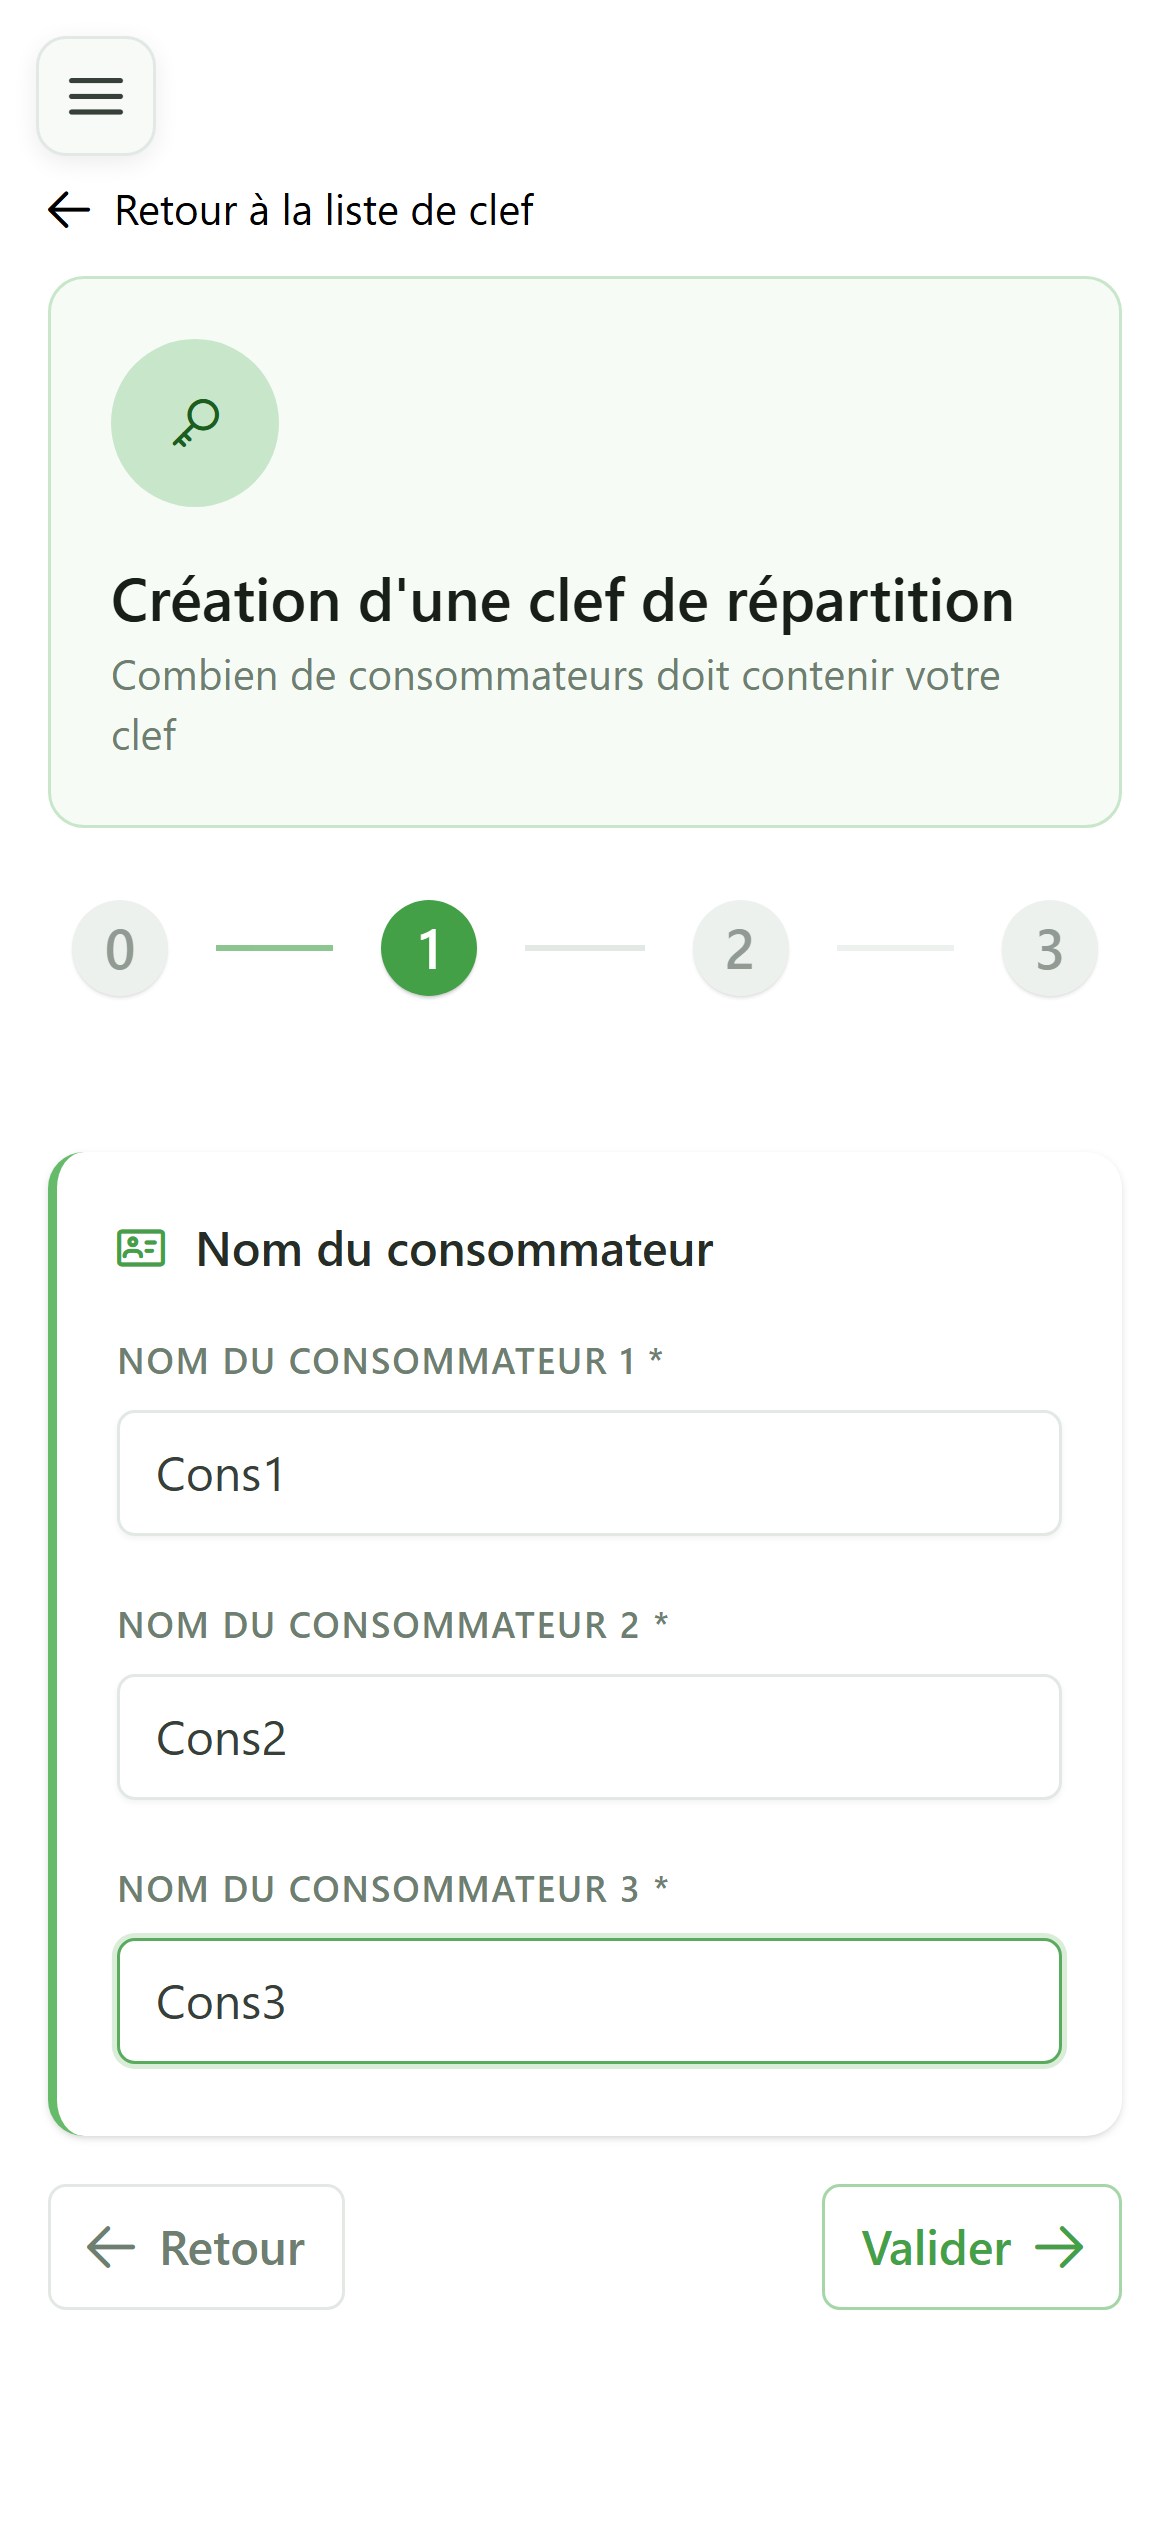 Retour à la liste de clef
Création d'une clef de répartition
Combien de consommateurs doit contenir votre
clef
0 1 2 3
Nom du consommateur
NOM DU CONSOMMATEUR 1 *
Cons1
NOM DU CONSOMMATEUR 2 *
Cons2
NOM DU CONSOMMATEUR 3 *
Cons3
Retour Valider